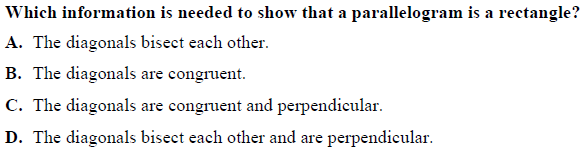 Which information is needed to show that a parallelogram is a rectangle?
A. The diagonals bisect each other.
B. The diagonals are congruent.
C. The diagonals are congruent and perpendicular.
D. The diagonals bisect each other and are perpendicular.